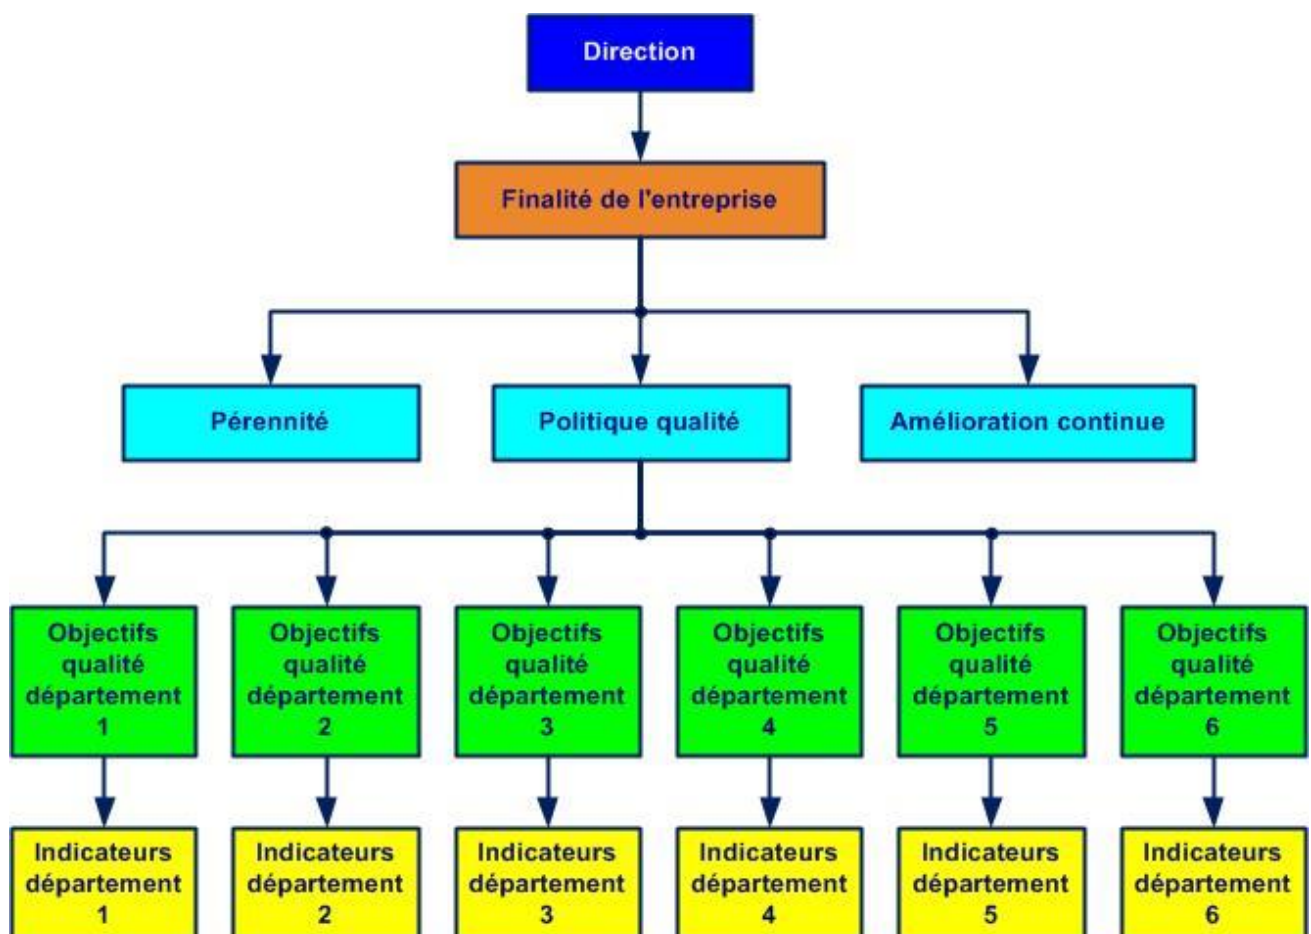 Direction
Finalité de l'entreprise
Pérennité
Politique qualité
Amélioration continue
Objectifs
qualité
département
1
Objectifs
qualité
département
2
Objectifs
qualité
département
3
Objectifs
qualité
département
4
Objectifs
qualité
département
5
Objectifs
qualité
département
6
Indicateurs
département
1
Indicateurs
département
2
Indicateurs
département
3
Indicateurs
département
4
Indicateurs
département
5
Indicateurs
département
6